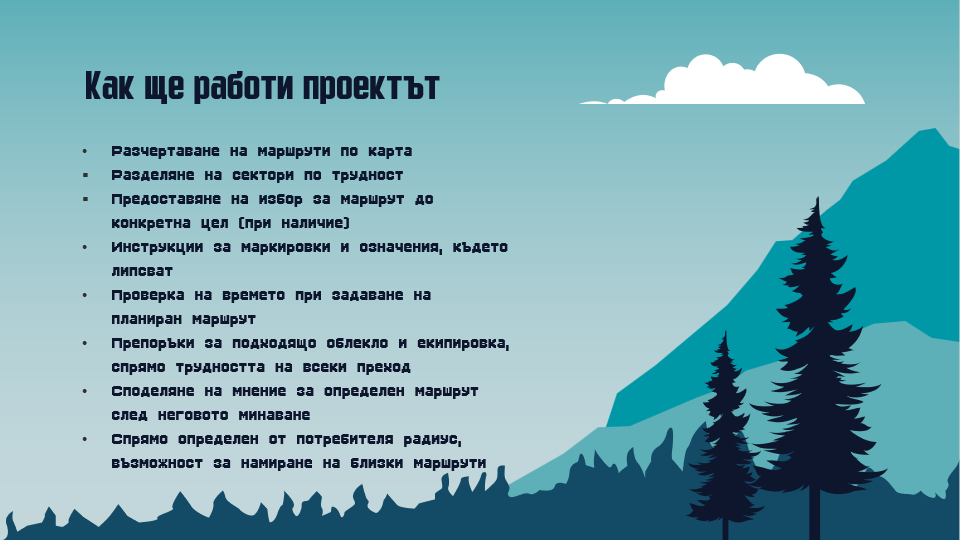 Как ще работи проектът
• Разчертаване на маршрути по карта
• Разделяне на сектори по трудност
• Предоставяне на избор за маршрут до
конкретна цел (при наличие)
• Инструкции за маркировки и означения, където
липсват
• Проверка на времето при задаване на
планиран маршрут
• Препоръки за подходящо облекло и екипировка,
спрямо трудността на всеки преход
• Споделяне на мнение за определен маршрут
след неговото минаване
• Спрямо определен от потребителя радиус,
възможност за намиране на близки маршрути